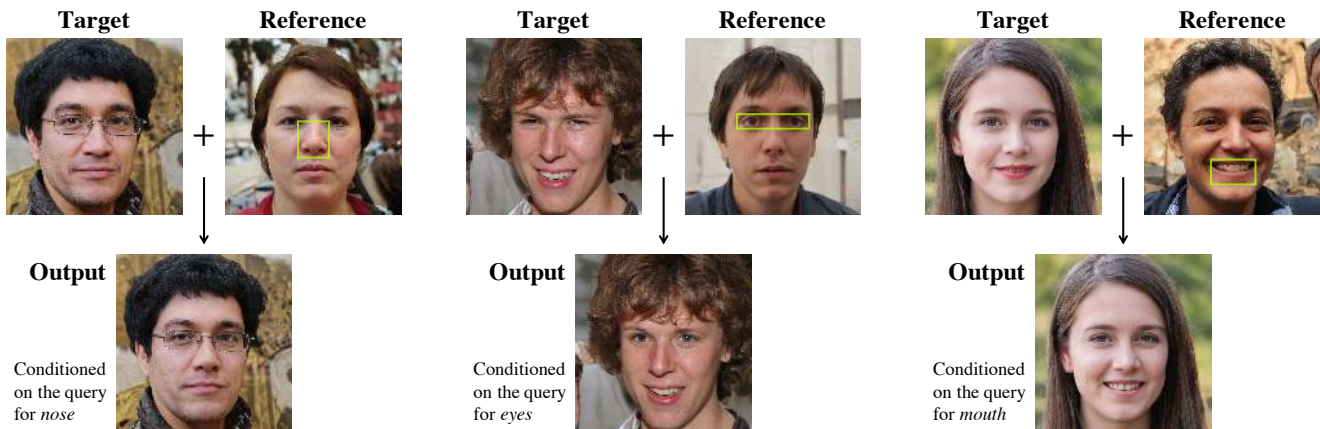 Target
Reference
+
Output
Conditioned
on the query
for nose
Target
Reference
+
Output
Conditioned
on the query
for eyes
Target
Reference
+
Output
Conditioned
on the query
for mouth